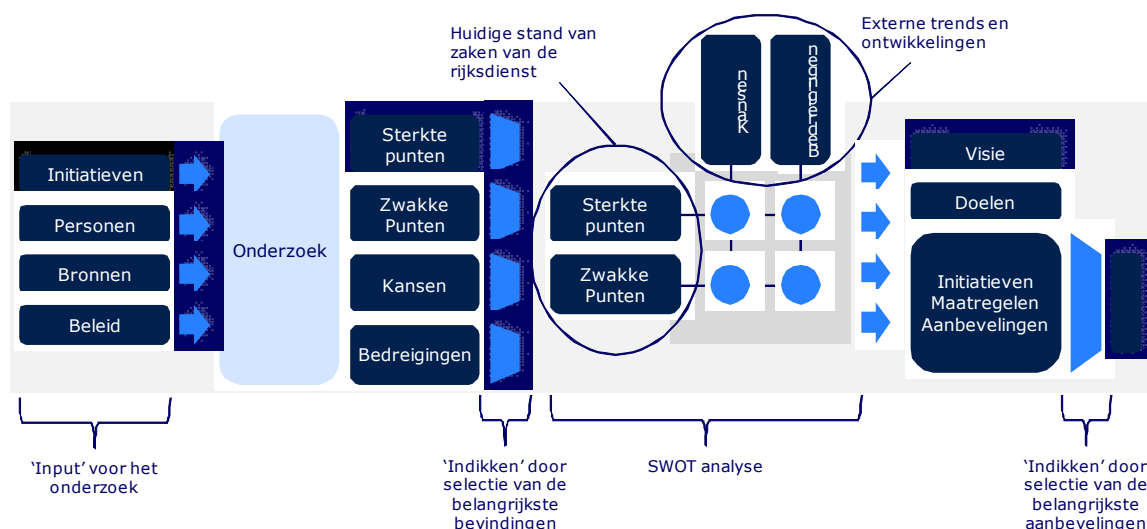 Huidige stand van
zaken van de
rijksdienst
Externe trends en
ontwikkelingen
Kansen
Initiatieven
Personen
Bronnen
Beleid
Onderzoek
Sterkte
punten
Zwakke
Punten
Kansen
Bedreigingen
Sterkte
punten
Zwakke
Punten
Visie
Doelen
Initiatieven
Maatregelen
Aanbevelingen
‘Input’ voor het
onderzoek
‘Indikken’ door
selectie van de
belangrijkste
bevindingen
SWOT analyse
‘Indikken’ door
selectie van de
belangrijkste
aanbevelingen